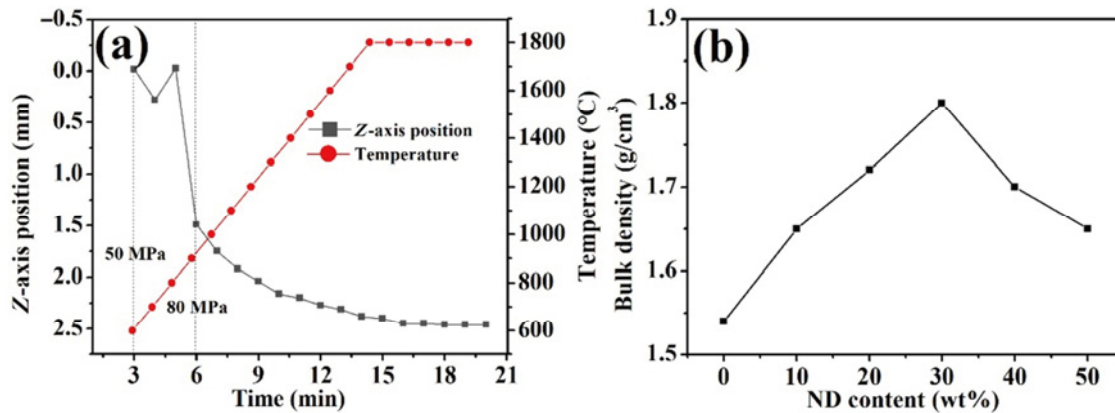 (a)
−0.5
0.0
0.5
1.0
1.5
2.0
2.5
Z-axis position (mm)
Z-axis position
Temperature
50 MPa
80 MPa
3 6 9 12 15 18 21
Time (min)
1800
1600
1400
1200
1000
800
600
Temperature (°C)
(b)
1.9
1.8
1.7
1.6
1.5
Bulk density (g/cm³)
0 10 20 30 40 50
ND content (wt%)